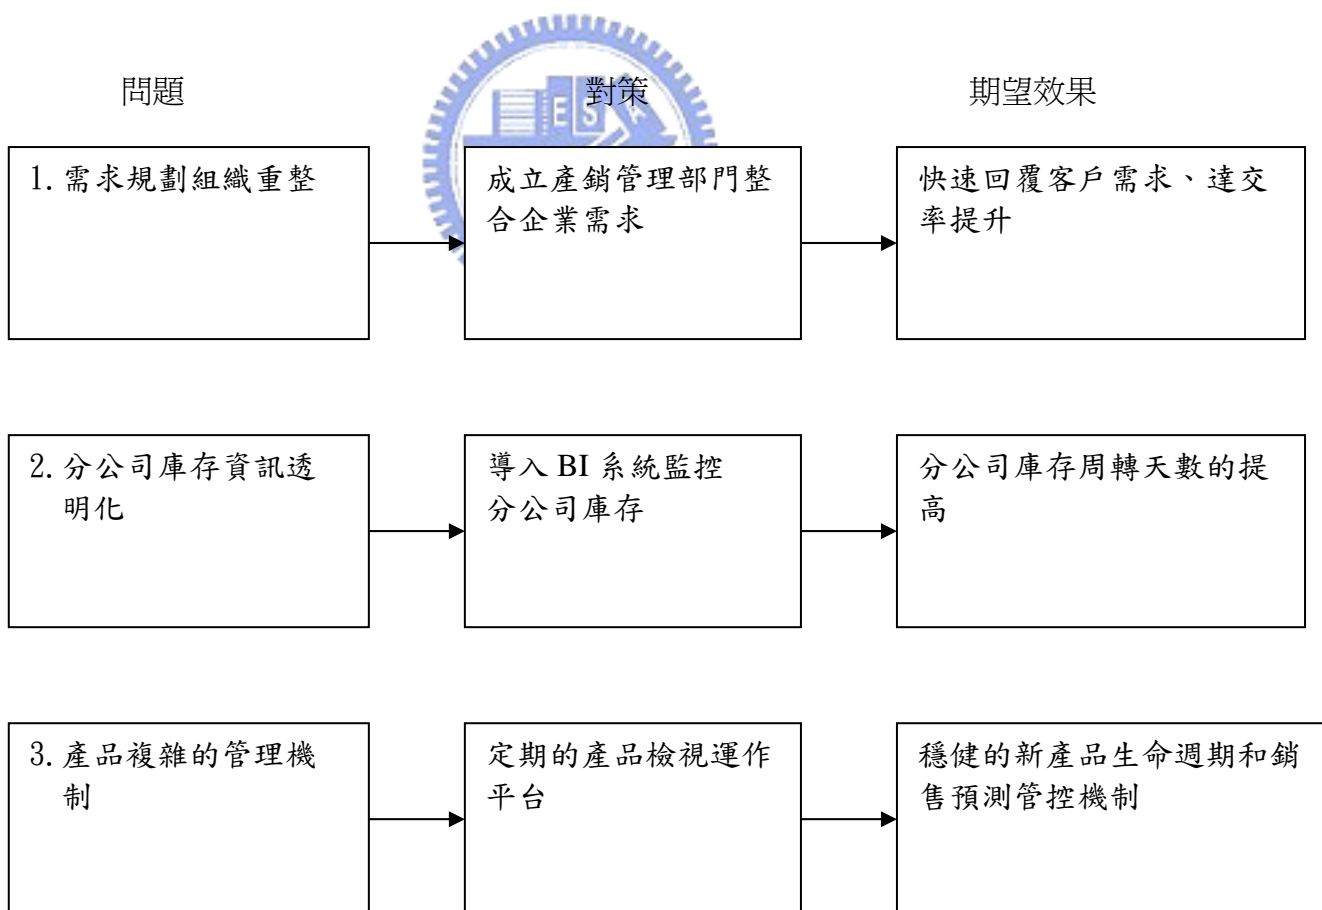 問題
對策
期望效果
1.需求規劃組織重整
成立產銷管理部門整
合企業需求
快速回覆客戶需求、達交
率提升
2.分公司庫存資訊透
明化
導入 BI 系統監控
分公司庫存
分公司庫存周轉天數的提
高
3.產品複雜的管理機
制
定期的產品檢視運作
平台
穩健的新產品生命週期和銷
售預測管控機制